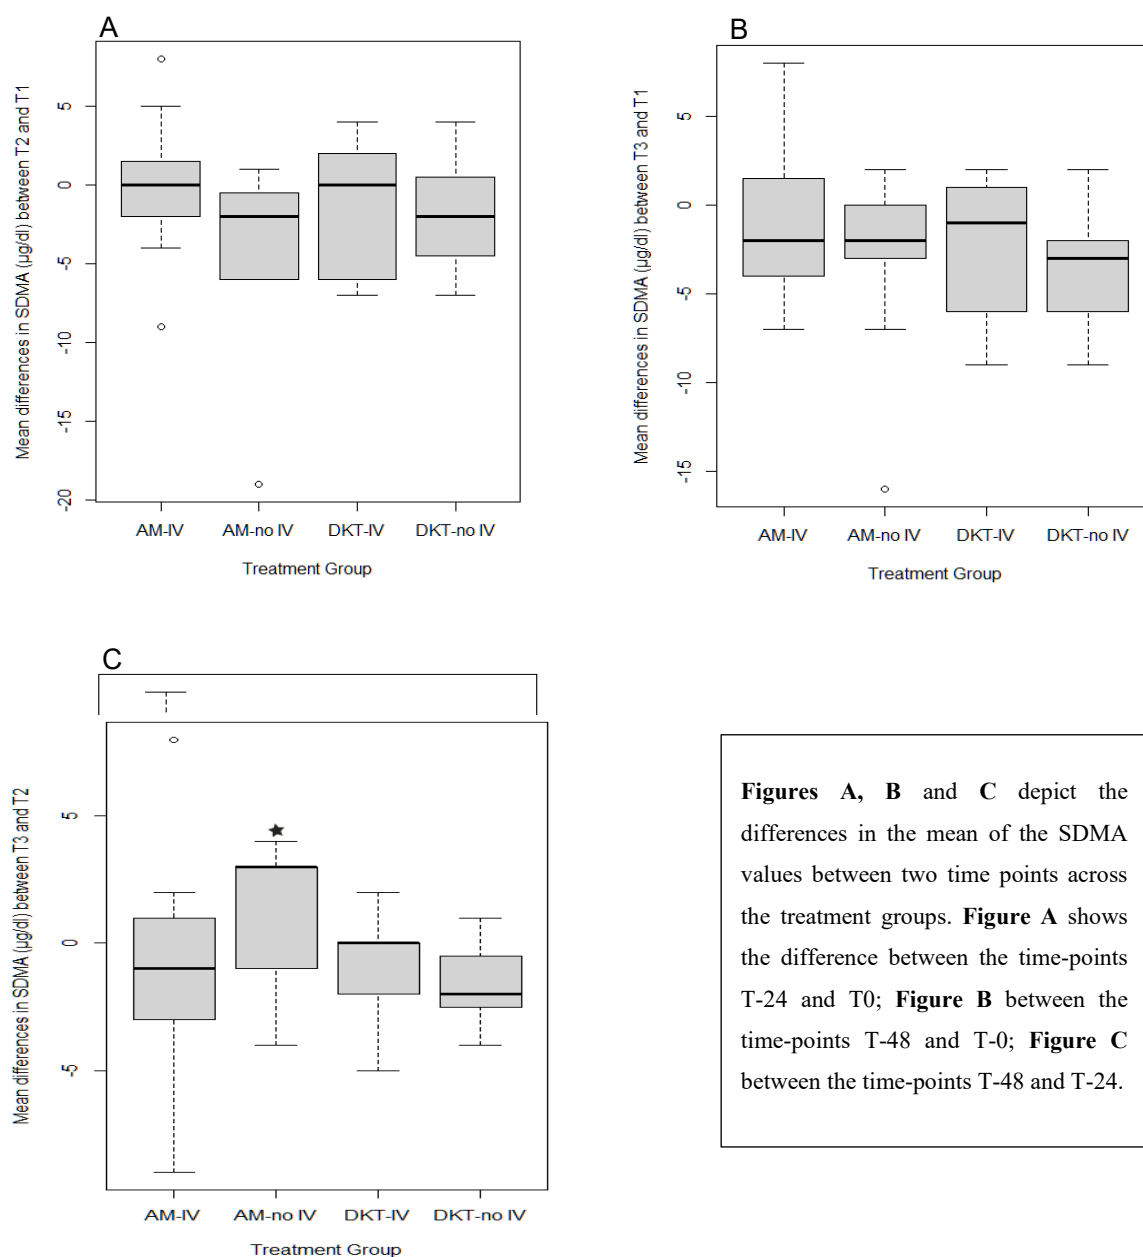 A
Mean differences in SDMA (µg/dl) between T2 and T1
5
0
-5
-10
-15
-20
AM-IV AM-no IV DKT-IV DKT-no IV
Treatment Group
B
Mean differences in SDMA (µg/dl) between T3 and T1
5
0
-5
-10
-15
AM-IV AM-no IV DKT-IV DKT-no IV
Treatment Group
C
Mean differences in SDMA (µg/dl) between T3 and T2
5
0
-5
AM-IV AM-no IV DKT-IV DKT-no IV
Treatment Group
Figures A, B and C depict the
differences in the mean of the SDMA
values between two time points across
the treatment groups. Figure A shows
the difference between the time-points
T-24 and T0; Figure B between the
time-points T-48 and T-0; Figure C
between the time-points T-48 and T-24.